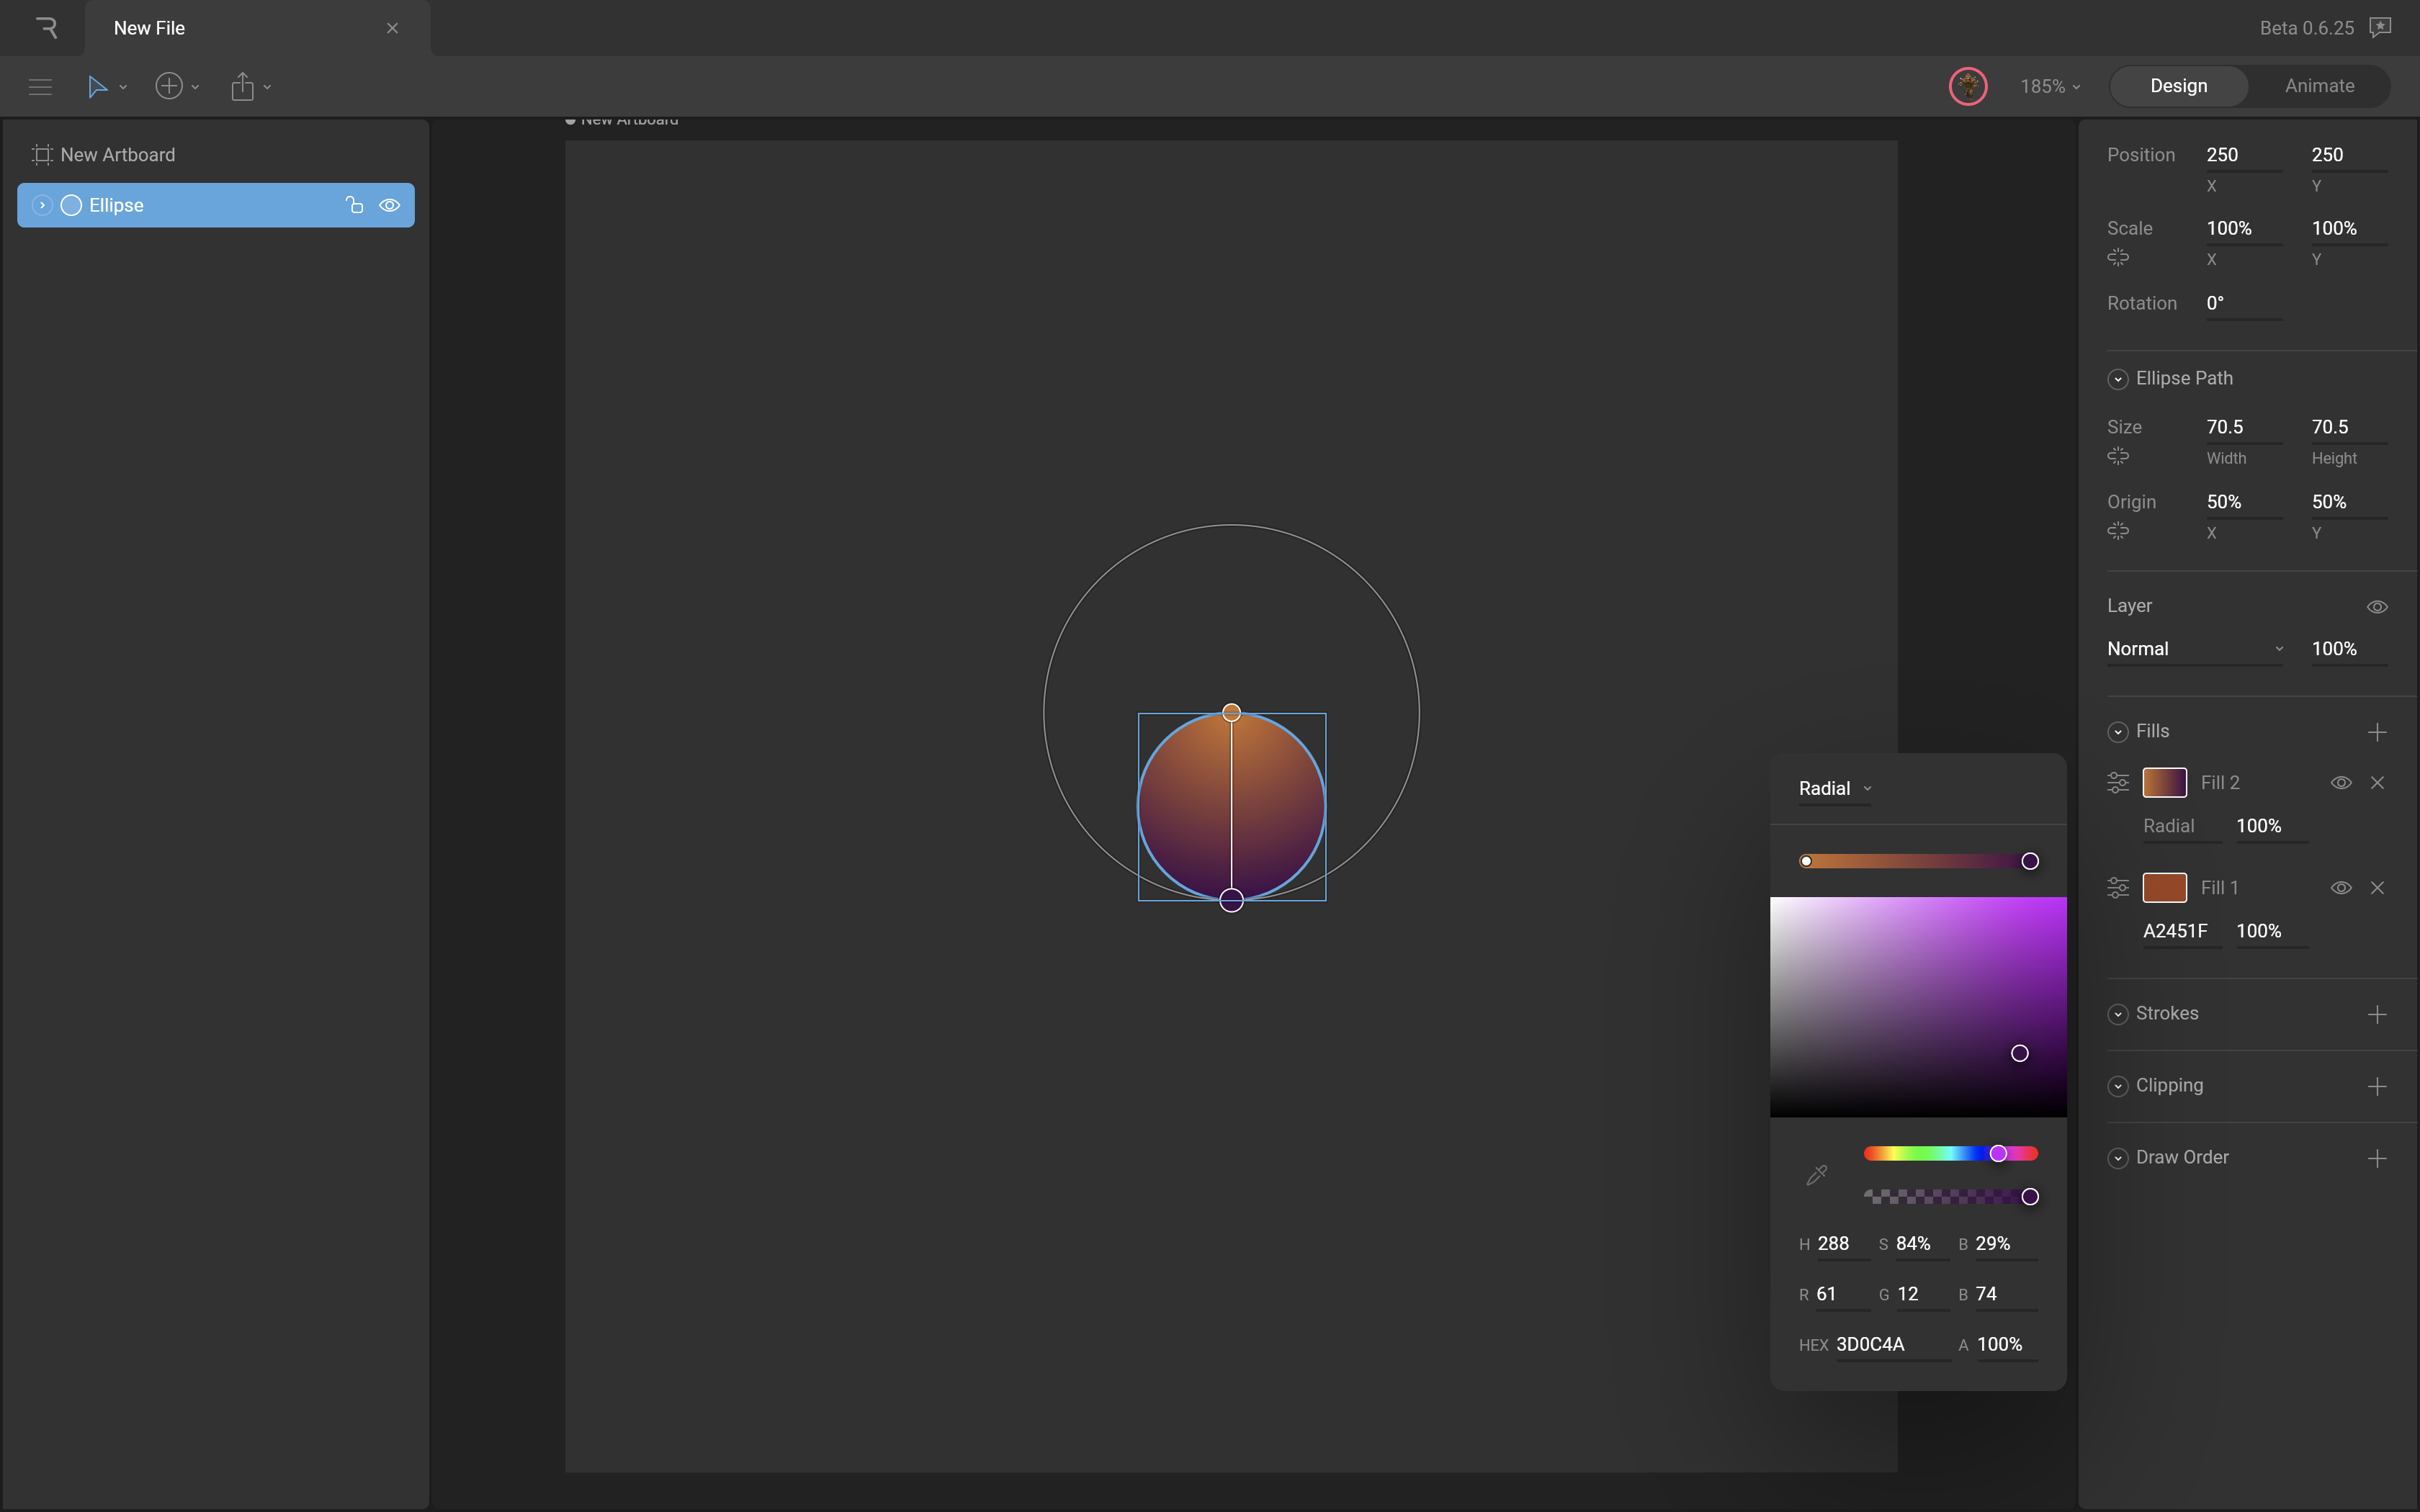 New File
Beta 0.6.25
185%
Design
Animate
New Artboard
New Artboard
Ellipse
Position 250 250
X Y
Scale 100% 100%
X Y
Rotation 0°
Ellipse Path
Size 70.5 70.5
Width Height
Origin 50% 50%
X Y
Layer
Normal 100%
Fills
Fill 2
Radial 100%
Fill 1
A2451F 100%
Strokes
Clipping
Draw Order
Radial
H 288 S 84% B 29%
R 61 G 12 B 74
HEX 3D0C4A A 100%